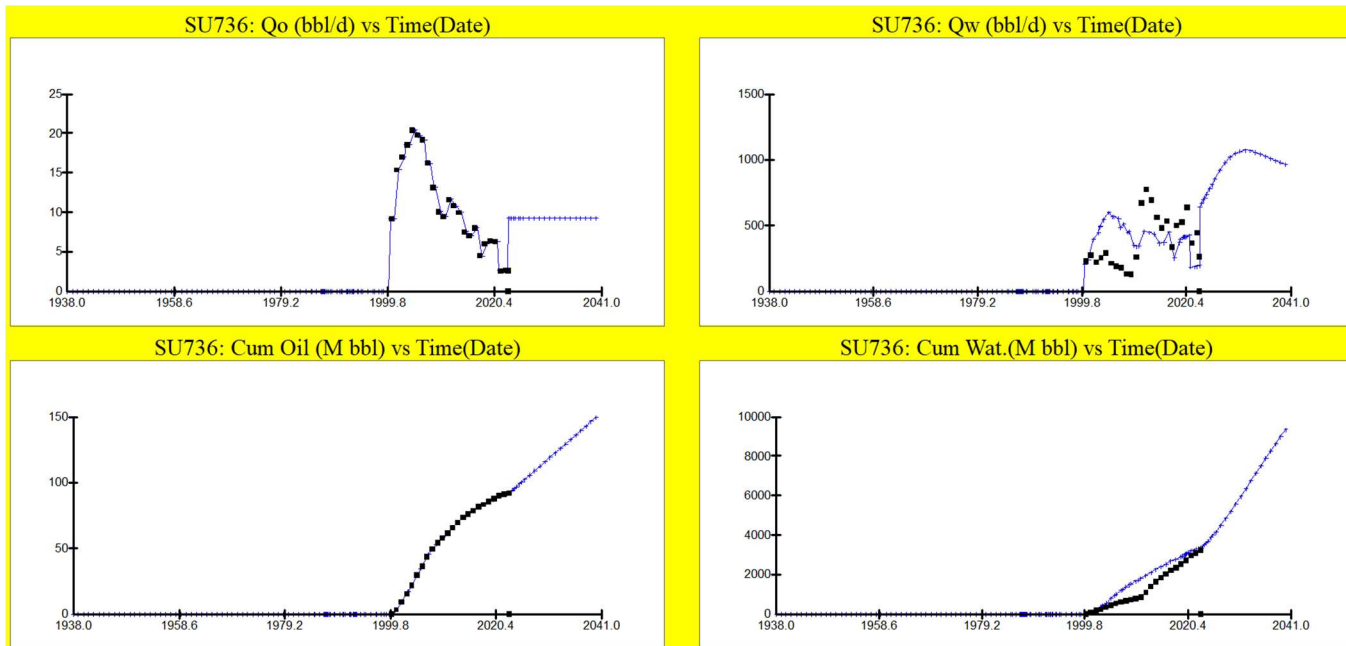 SU736: Qo (bbl/d) vs Time(Date)
25
20
15
10
5
0
1938.0 1958.6 1979.2 1999.8 2020.4 2041.0
SU736: Qw (bbl/d) vs Time(Date)
1500
1000
500
0
1938.0 1958.6 1979.2 1999.8 2020.4 2041.0
SU736: Cum Oil (M bbl) vs Time(Date)
150
100
50
0
1938.0 1958.6 1979.2 1999.8 2020.4 2041.0
SU736: Cum Wat.(M bbl) vs Time(Date)
10000
8000
6000
4000
2000
0
1938.0 1958.6 1979.2 1999.8 2020.4 2041.0